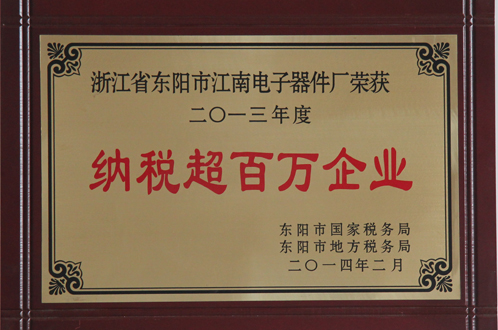 浙江省东阳市江南电子器件厂荣获
二〇一三年度
纳税超百万企业
东阳市国家税务局
东阳市地方税务局
二〇一四年二月